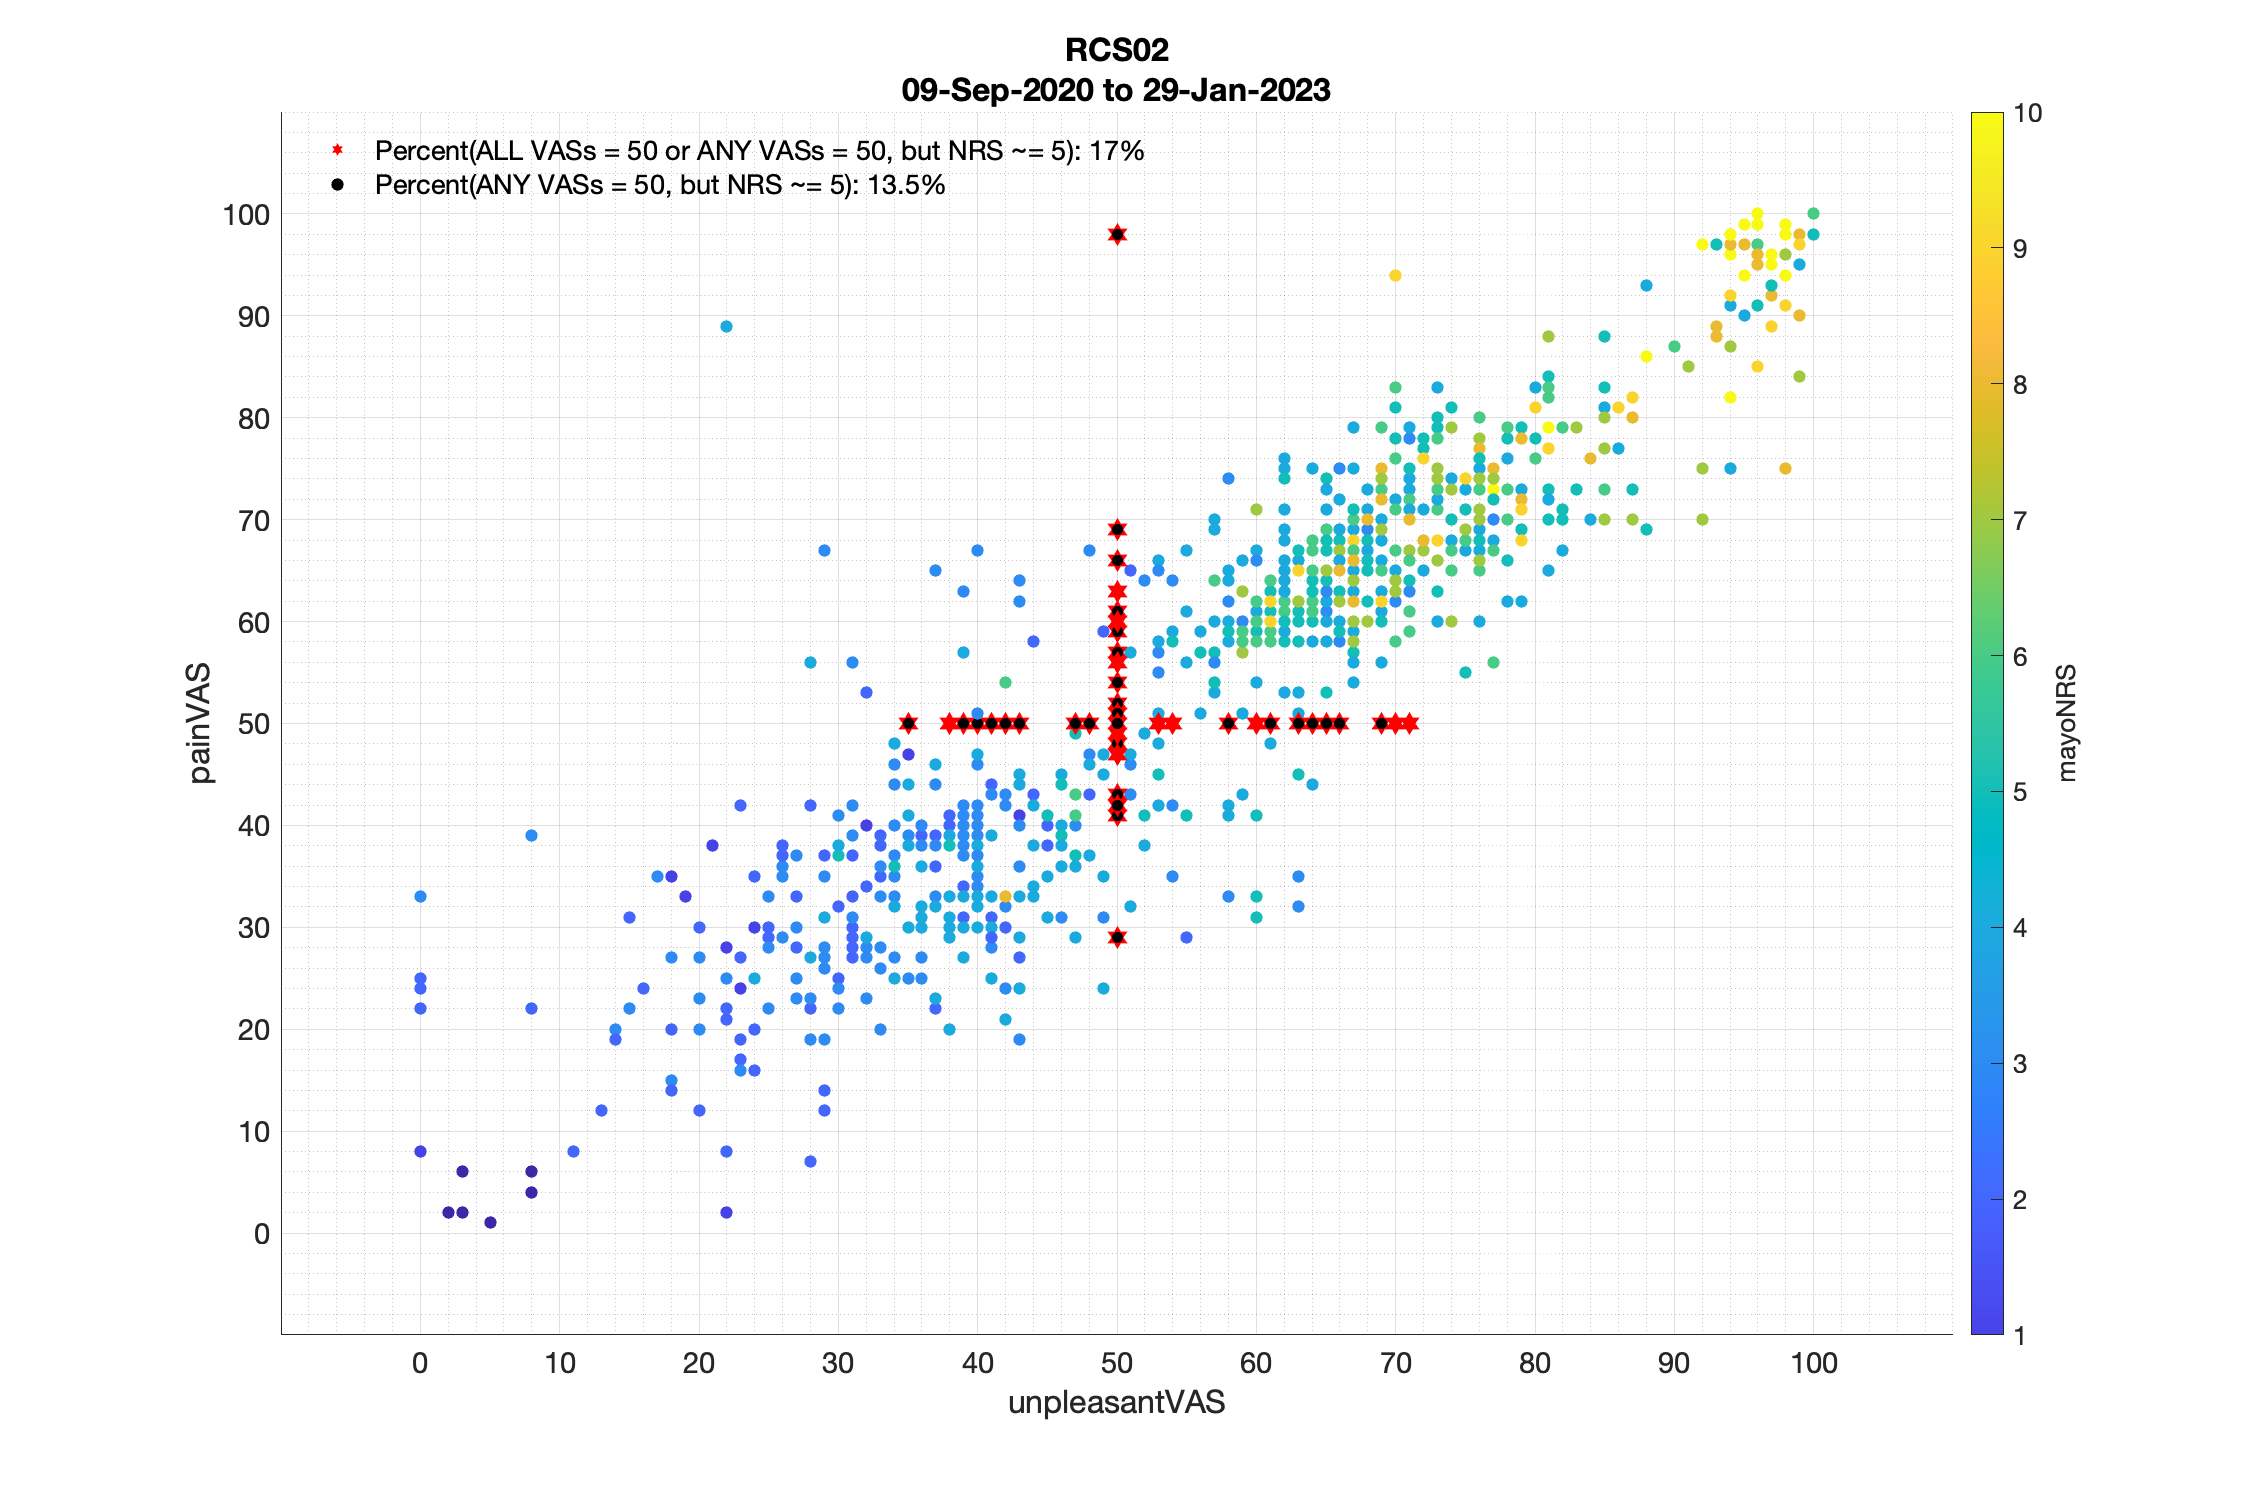 RCS02
09-Sep-2020 to 29-Jan-2023
Percent(ALL VASs = 50 or ANY VASs = 50, but NRS ~= 5): 17%
Percent(ANY VASs = 50, but NRS ~= 5): 13.5%
100
90
80
70
60
50
40
30
20
10
0
painVAS
0 10 20 30 40 50 60 70 80 90 100
unpleasantVAS
10
9
8
7
6
5
4
3
2
1
mayoNRS